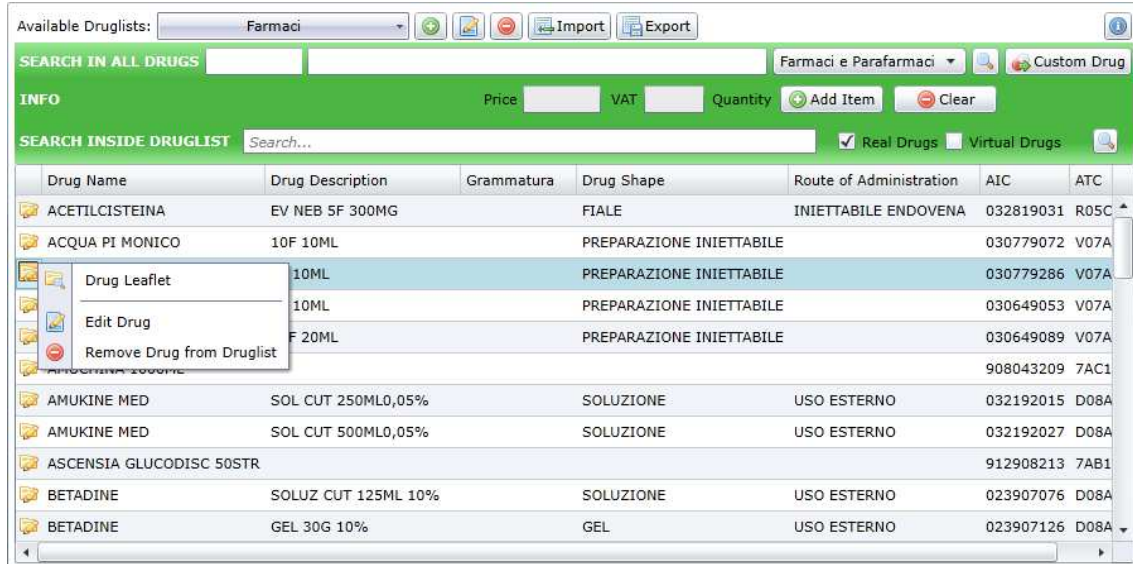 Available Druglists: Farmaci Import Export
SEARCH IN ALL DRUGS Farmaci e Parafarmaci Custom Drug
INFO Price VAT Quantity Add Item Clear
SEARCH INSIDE DRUGLIST Search... Real Drugs Virtual Drugs
Drug Name Drug Description Grammatura Drug Shape Route of Administration AIC ATC
ACETILCISTEINA EV NEB 5F 300MG FIALE INIETTABILE ENDOVENA 032819031 R05C
ACQUA PI MONICO 10F 10ML PREPARAZIONE INIETTABILE 030779072 V07A
Drug Leaflet 10ML PREPARAZIONE INIETTABILE 030779286 V07A
10ML PREPARAZIONE INIETTABILE 030649053 V07A
Edit Drug F 20ML PREPARAZIONE INIETTABILE 030649089 V07A
Remove Drug from Druglist
908043209 7AC1
AMUKINE MED SOL CUT 250ML0,05% SOLUZIONE USO ESTERNO 032192015 D08A
AMUKINE MED SOL CUT 500ML0,05% SOLUZIONE USO ESTERNO 032192027 D08A
ASCENSIA GLUCODISC 50STR 912908213 7AB1
BETADINE SOLUZ CUT 125ML 10% SOLUZIONE USO ESTERNO 023907076 D08A
BETADINE GEL 30G 10% GEL USO ESTERNO 023907126 D08A